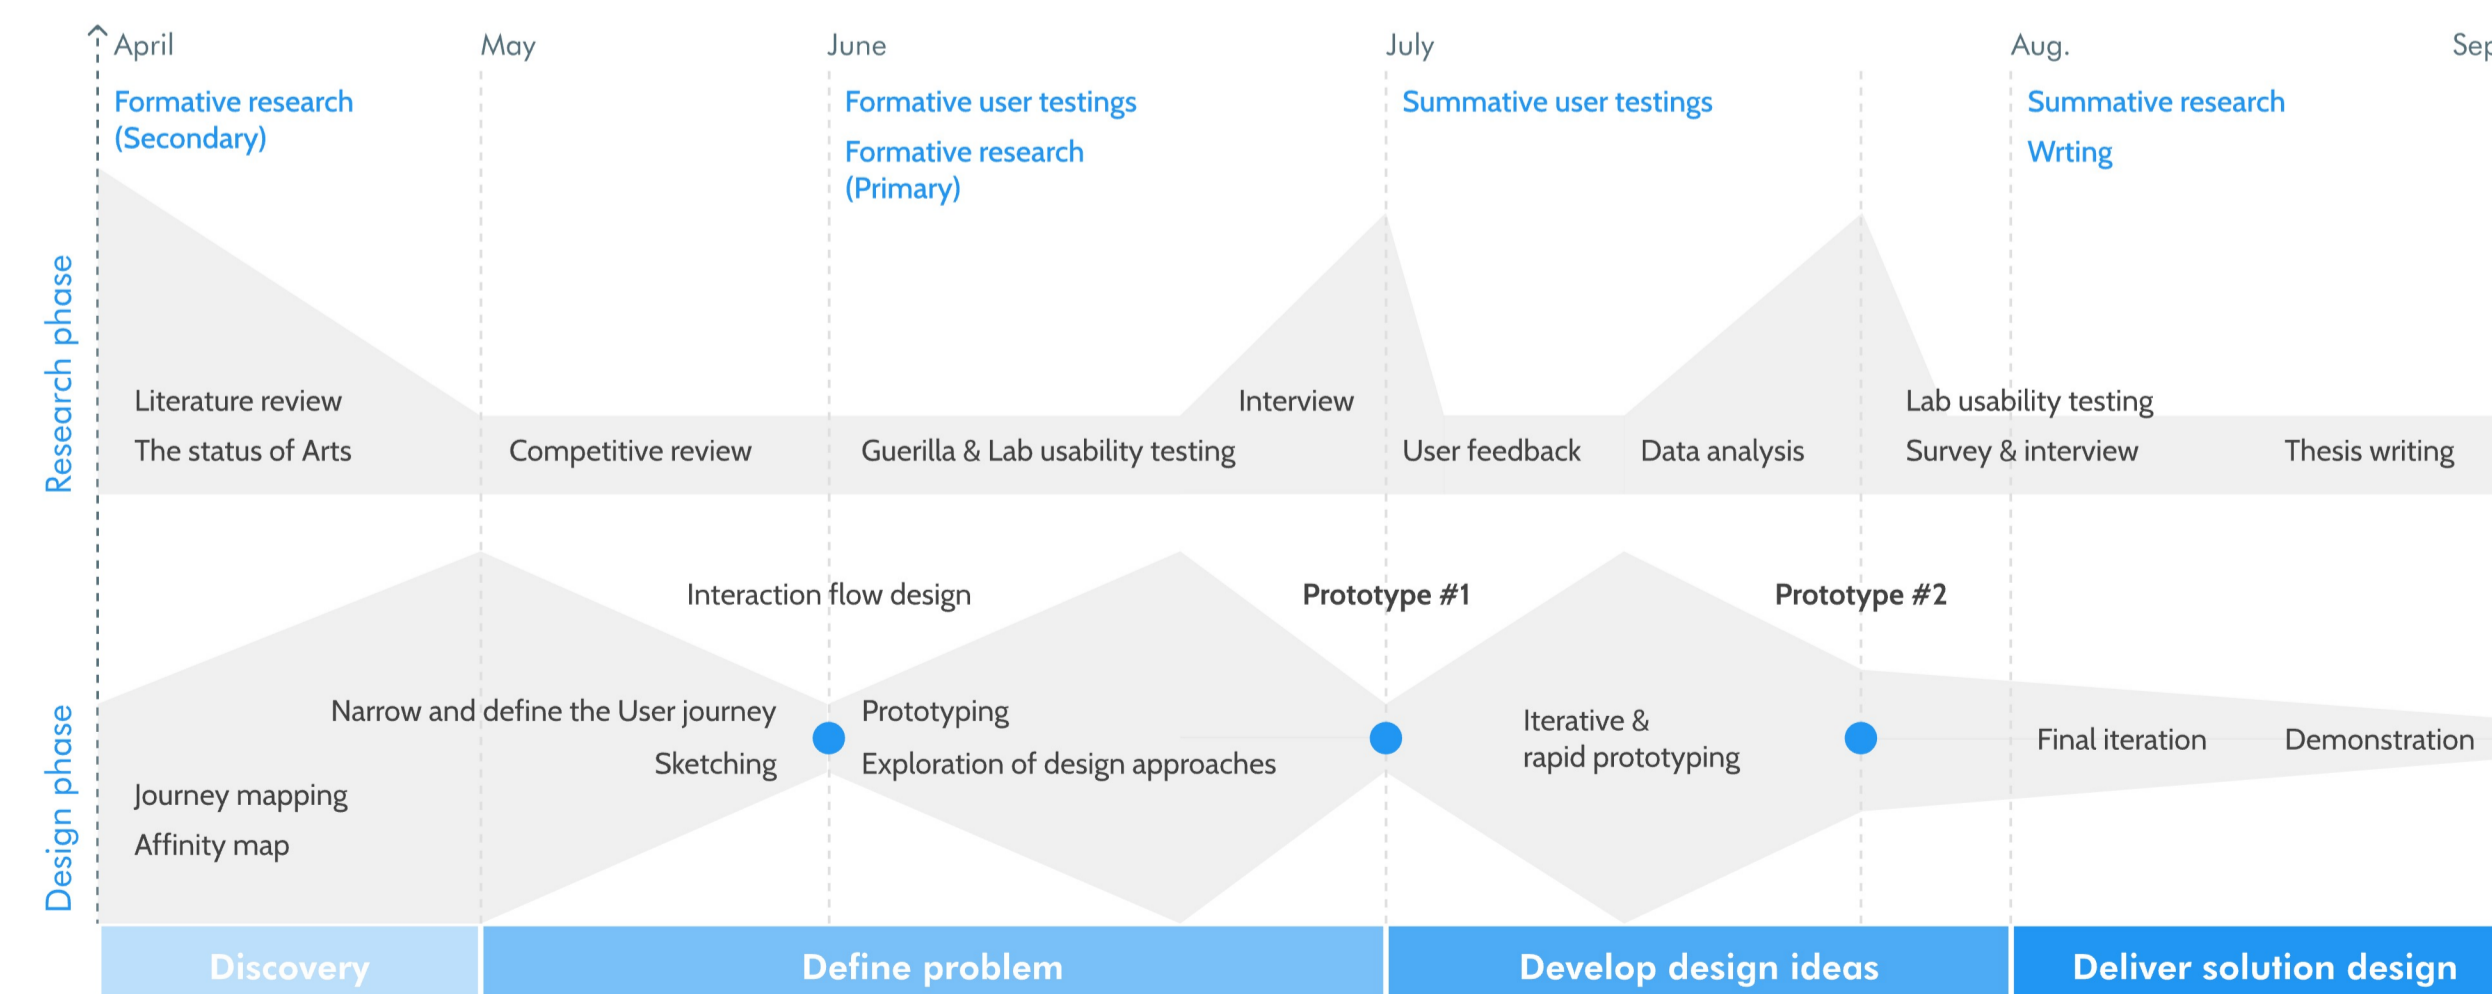 April
May
June
July
Aug.
Sep
Formative research
(Secondary)
Formative user testings
Formative research
(Primary)
Summative user testings
Summative research
Wrting
Research phase
Literature review
The status of Arts
Competitive review
Guerilla & Lab usability testing
Interview
User feedback
Data analysis
Lab usability testing
Survey & interview
Thesis writing
Design phase
Interaction flow design
Prototype #1
Prototype #2
Narrow and define the User journey
Sketching
Journey mapping
Affinity map
Prototyping
Exploration of design approaches
Iterative &
rapid prototyping
Final iteration
Demonstration
Discovery
Define problem
Develop design ideas
Deliver solution design